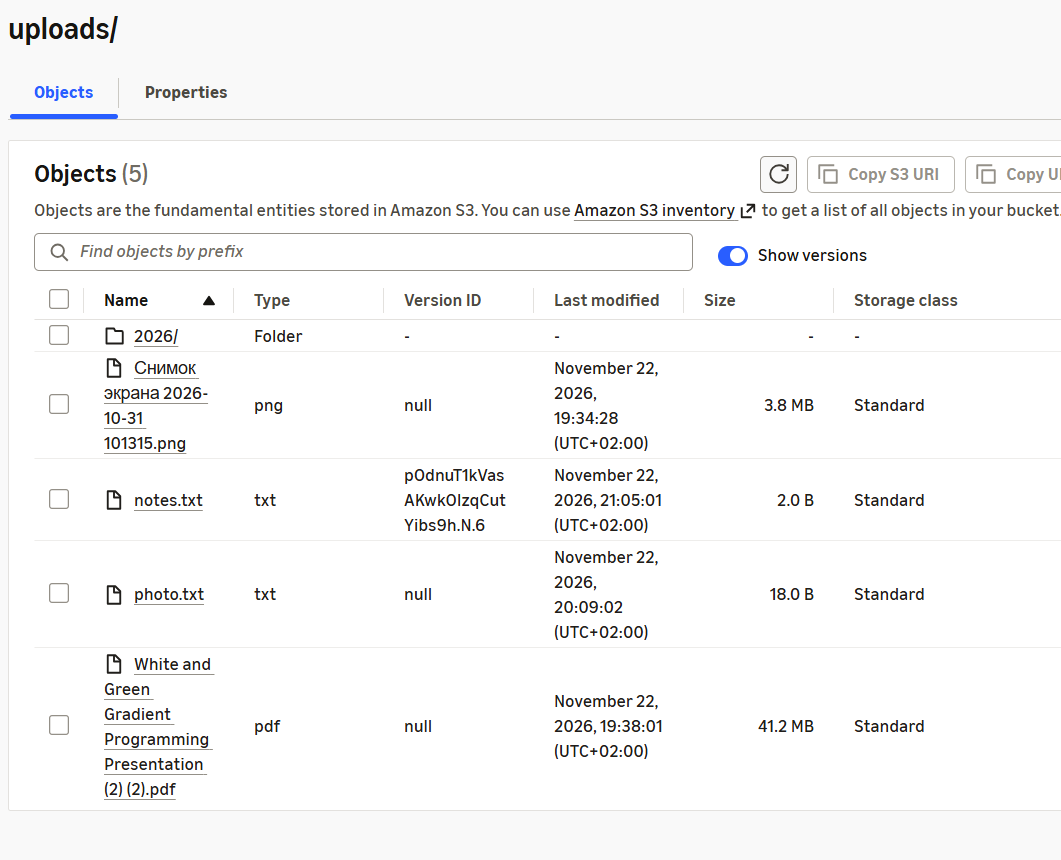 uploads/
Objects
Properties
Objects (5)
Copy S3 URI
Objects are the fundamental entities stored in Amazon S3. You can use Amazon S3 inventory to get a list of all objects in your bucket.
Find objects by prefix
Show versions
Name Type Version ID Last modified Size Storage class
2026/ Folder - - - -
Снимок
экрана 2026-
10-31
101315.png
png
null
November 22,
2026,
19:34:28
(UTC+02:00)
3.8 MB
Standard
notes.txt
txt
pOdnuT1kVas
AKwkOlzqCut
Yibs9h.N.6
November 22,
2026, 21:05:01
(UTC+02:00)
2.0 B
Standard
photo.txt
txt
null
November 22,
2026,
20:09:02
(UTC+02:00)
18.0 B
Standard
White and
Green
Gradient
Programming
Presentation
(2) (2).pdf
pdf
null
November 22,
2026, 19:38:01
(UTC+02:00)
41.2 MB
Standard